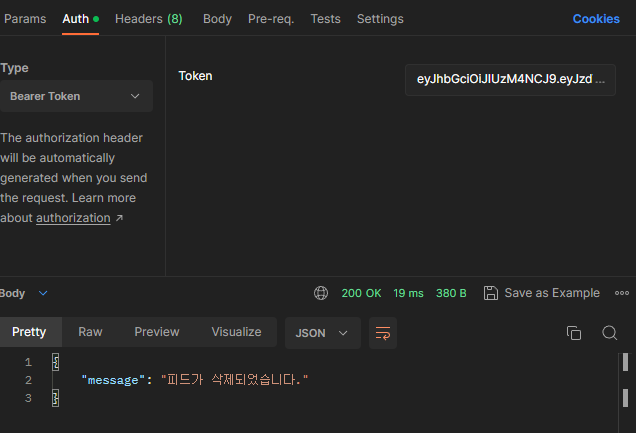 Params Auth Headers (8) Body Pre-req. Tests Settings Cookies
Type
Bearer Token
The authorization header
will be automatically
generated when you send
the request. Learn more
about authorization ↗
Token
eyJhbGciOiJIUzM4NCJ9.eyJzd ...
Body 200 OK 19 ms 380 B Save as Example
Pretty Raw Preview Visualize JSON
1 {
2 "message": "피드가 삭제되었습니다."
3 }